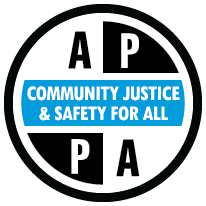 A P
COMMUNITY JUSTICE
& SAFETY FOR ALL
P A